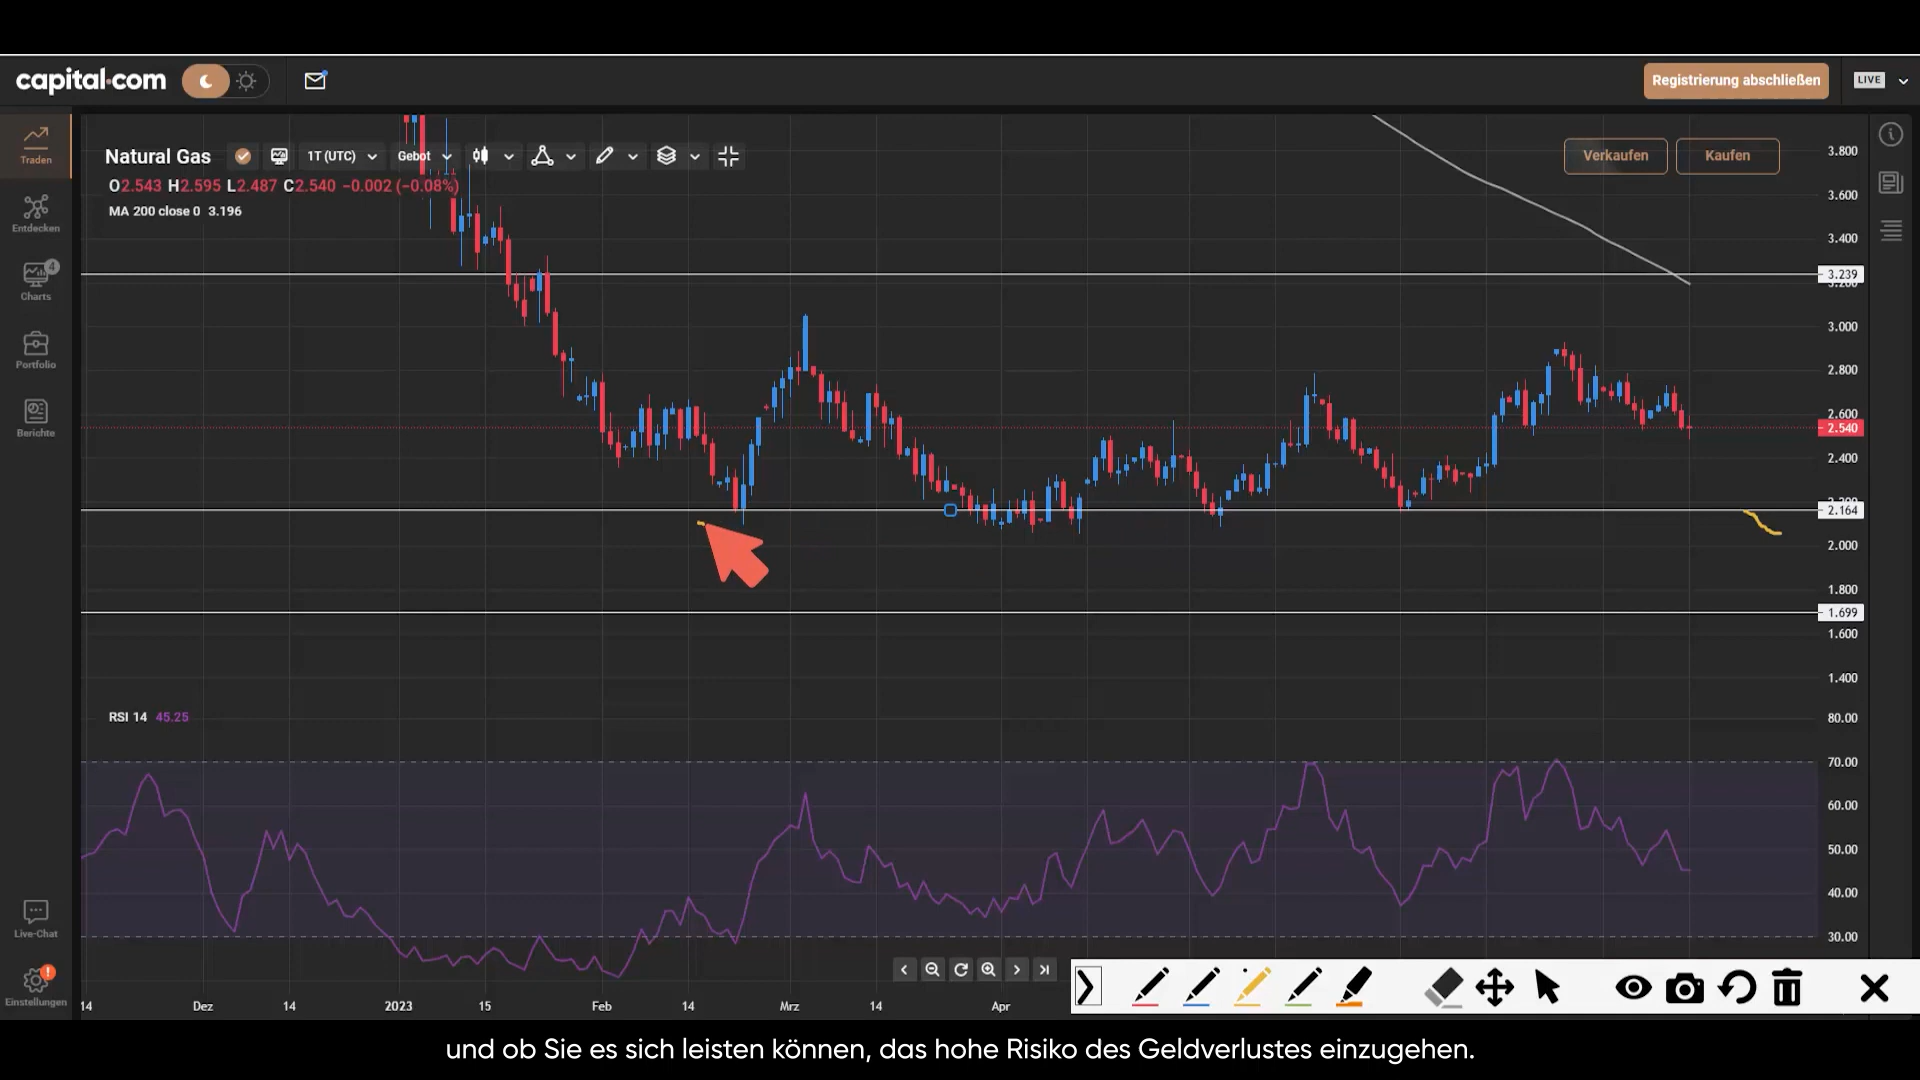 capital.com
Registrierung abschließen
LIVE
Traden
Natural Gas
1T (UTC)
Gebot
Verkaufen
Kaufen
O2.543 H2.595 L2.487 C2.540 −0.002 (−0.08%)
MA 200 close 0 3.196
Entdecken
4
Charts
Portfolio
Berichte
3.800
3.600
3.400
3.239
3.200
3.000
2.800
2.600
2.540
2.400
2.200
2.164
2.000
1.800
1.699
1.600
1.400
RSI 14 45.25
80.00
70.00
60.00
50.00
40.00
30.00
Live-Chat
!
Einstellungen
14
Dez
14
2023
15
Feb
14
Mrz
14
Apr
und ob Sie es sich leisten können, das hohe Risiko des Geldverlustes einzugehen.